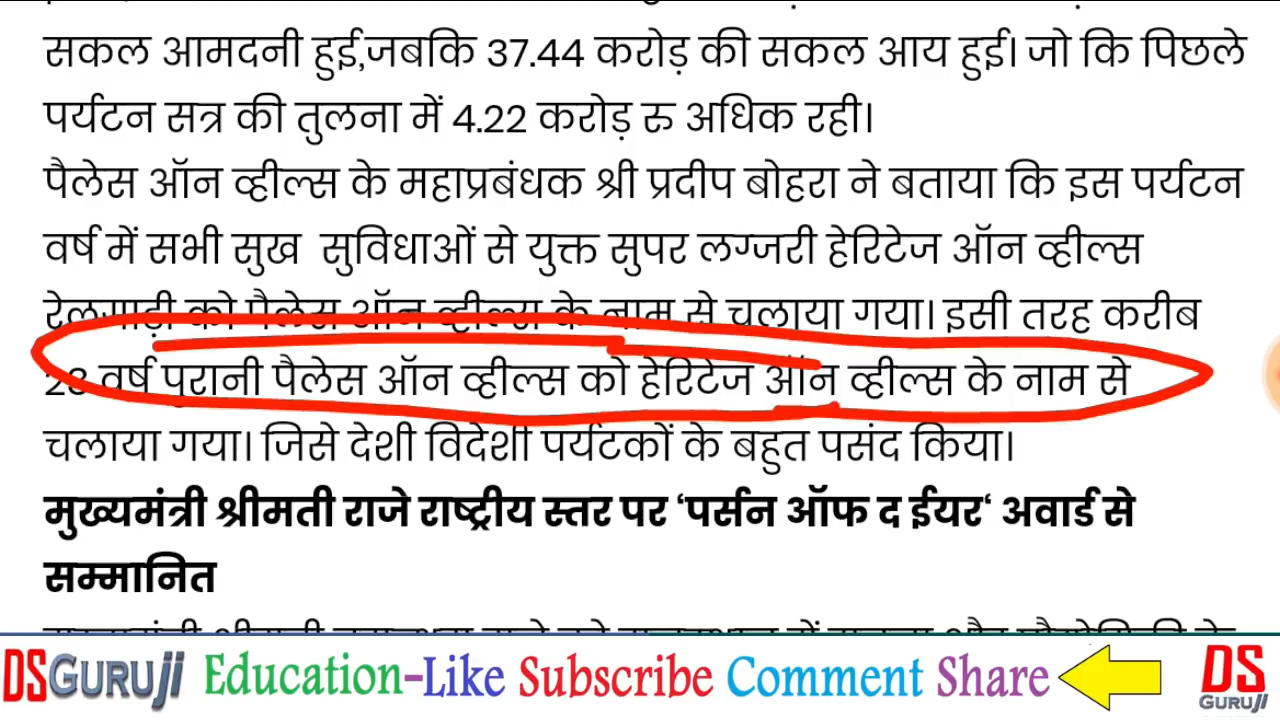 सकल आमदनी हुई,जबकि 37.44 करोड़ की सकल आय हुई। जो कि पिछले
पर्यटन सत्र की तुलना में 4.22 करोड़ रु अधिक रही।
पैलेस ऑन व्हील्स के महाप्रबंधक श्री प्रदीप बोहरा ने बताया कि इस पर्यटन
वर्ष में सभी सुख सुविधाओं से युक्त सुपर लग्जरी हेरिटेज ऑन व्हील्स
रेलगाड़ी को पैलेस ऑन व्हील्स के नाम से चलाया गया। इसी तरह करीब
वर्ष पुरानी पैलेस ऑन व्हील्स को हेरिटेज ऑन व्हील्स के नाम से
चलाया गया। जिसे देशी विदेशी पर्यटकों के बहुत पसंद किया।
मुख्यमंत्री श्रीमती राजे राष्ट्रीय स्तर पर ‘पर्सन ऑफ द ईयर‘ अवार्ड से
सम्मानित
DSGURUji Education-Like Subscribe Comment Share DS
GURUji